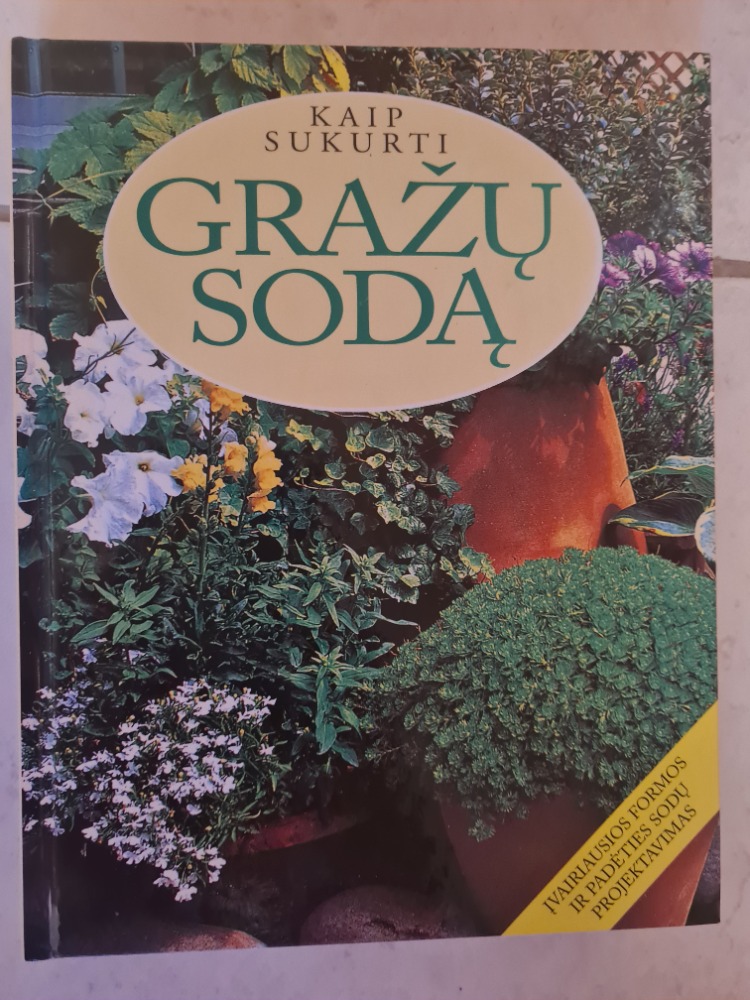 KAIP
SUKURTI
GRAŽŲ
SODĄ
ĮVAIRIAUSIOS FORMOS
IR PADĖTIES SODŲ
PROJEKTAVIMAS